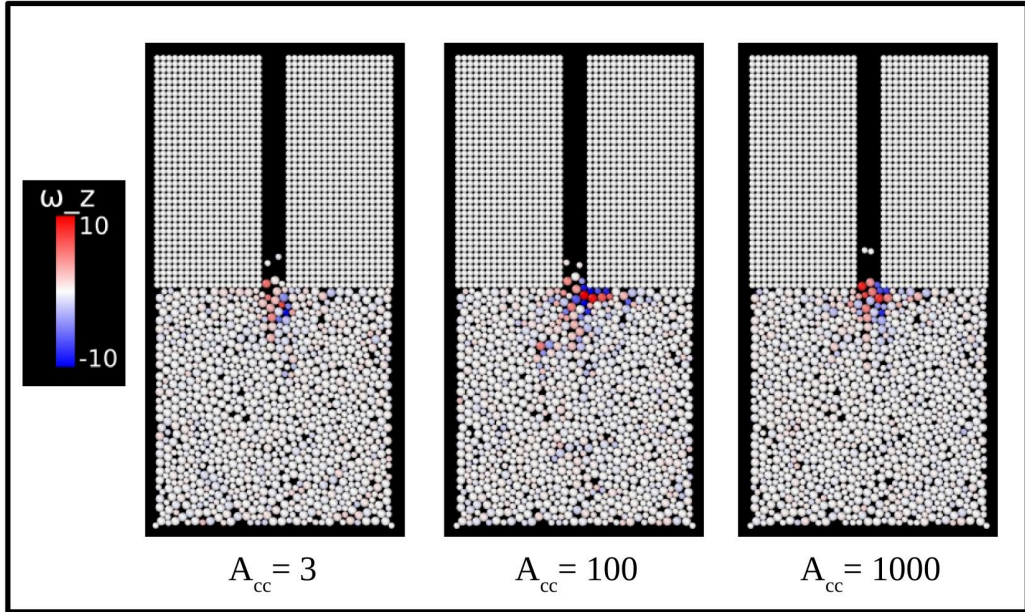 ω_z
10
-10
A_cc = 3
A_cc = 100
A_cc = 1000